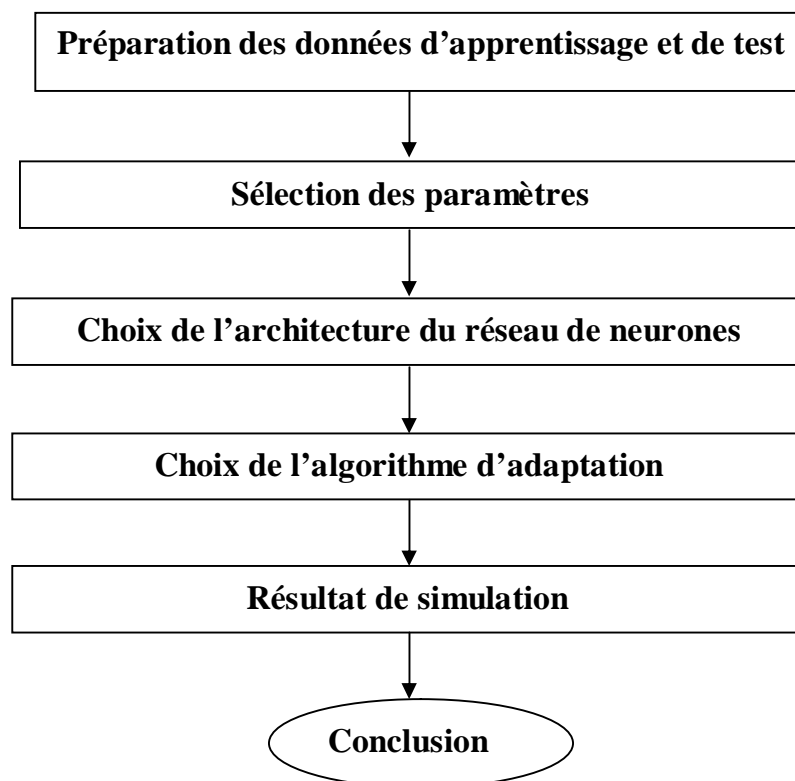 Préparation des données d’apprentissage et de test
Sélection des paramètres
Choix de l’architecture du réseau de neurones
Choix de l’algorithme d’adaptation
Résultat de simulation
Conclusion